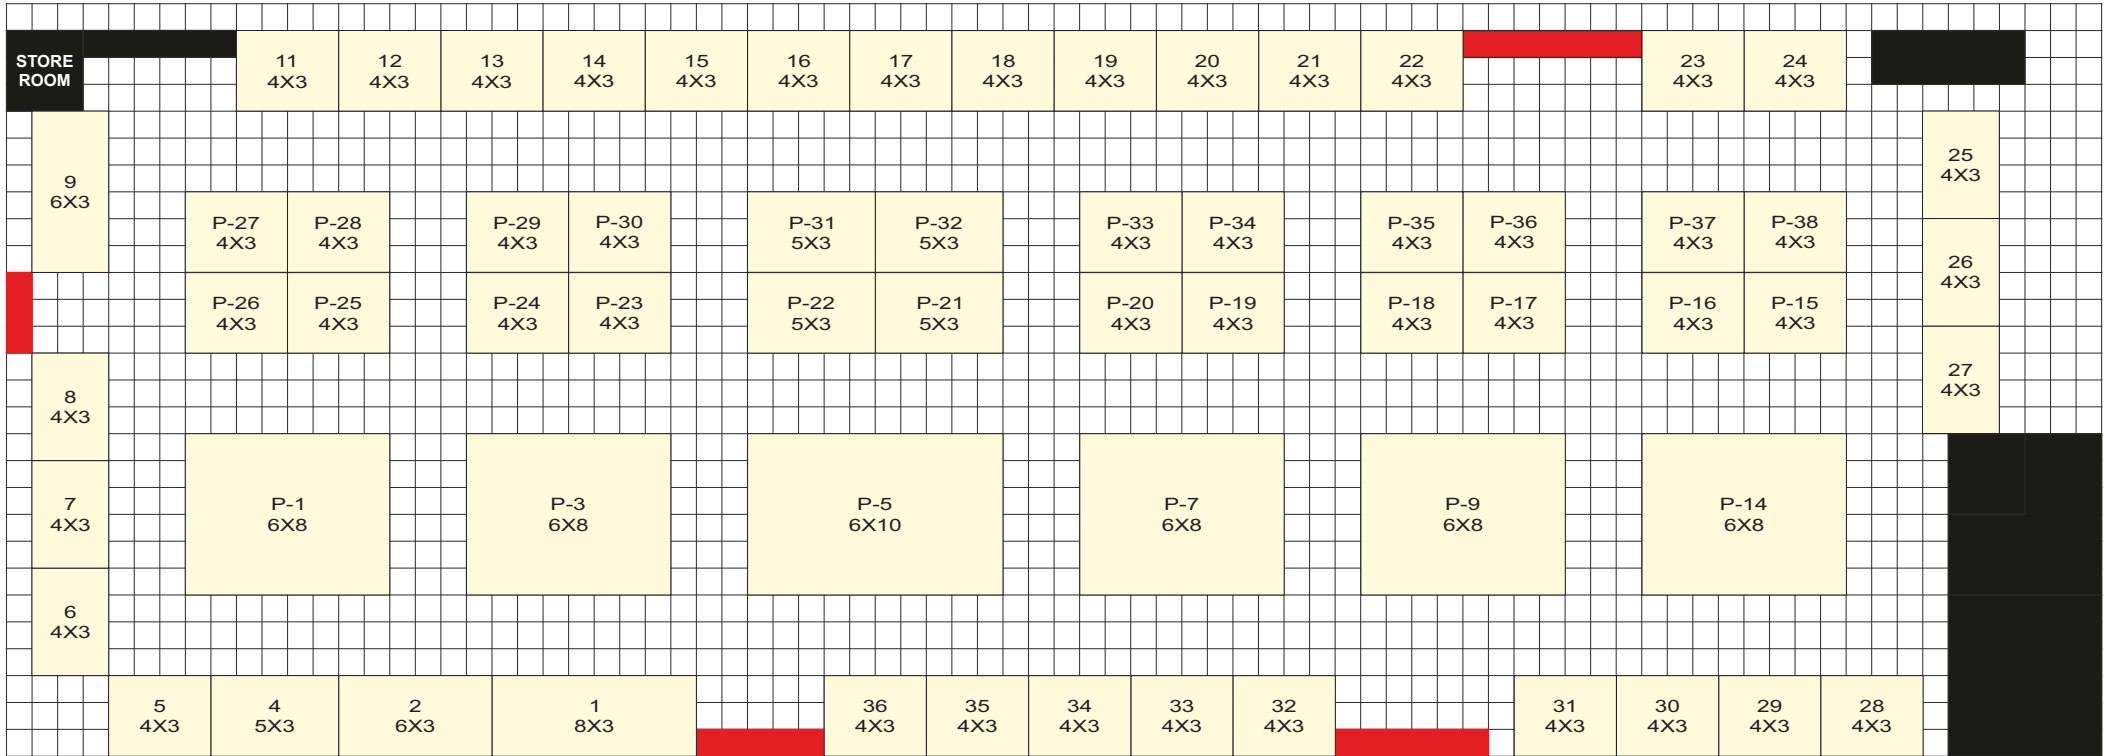 STORE
ROOM
11
4X3
12
4X3
13
4X3
14
4X3
15
4X3
16
4X3
17
4X3
18
4X3
19
4X3
20
4X3
21
4X3
22
4X3
23
4X3
24
4X3
9
6X3
25
4X3
P-27
4X3
P-28
4X3
P-29
4X3
P-30
4X3
P-31
5X3
P-32
5X3
P-33
4X3
P-34
4X3
P-35
4X3
P-36
4X3
P-37
4X3
P-38
4X3
26
4X3
P-26
4X3
P-25
4X3
P-24
4X3
P-23
4X3
P-22
5X3
P-21
5X3
P-20
4X3
P-19
4X3
P-18
4X3
P-17
4X3
P-16
4X3
P-15
4X3
27
4X3
8
4X3
7
4X3
P-1
6X8
P-3
6X8
P-5
6X10
P-7
6X8
P-9
6X8
P-14
6X8
6
4X3
5
4X3
4
5X3
2
6X3
1
8X3
36
4X3
35
4X3
34
4X3
33
4X3
32
4X3
31
4X3
30
4X3
29
4X3
28
4X3